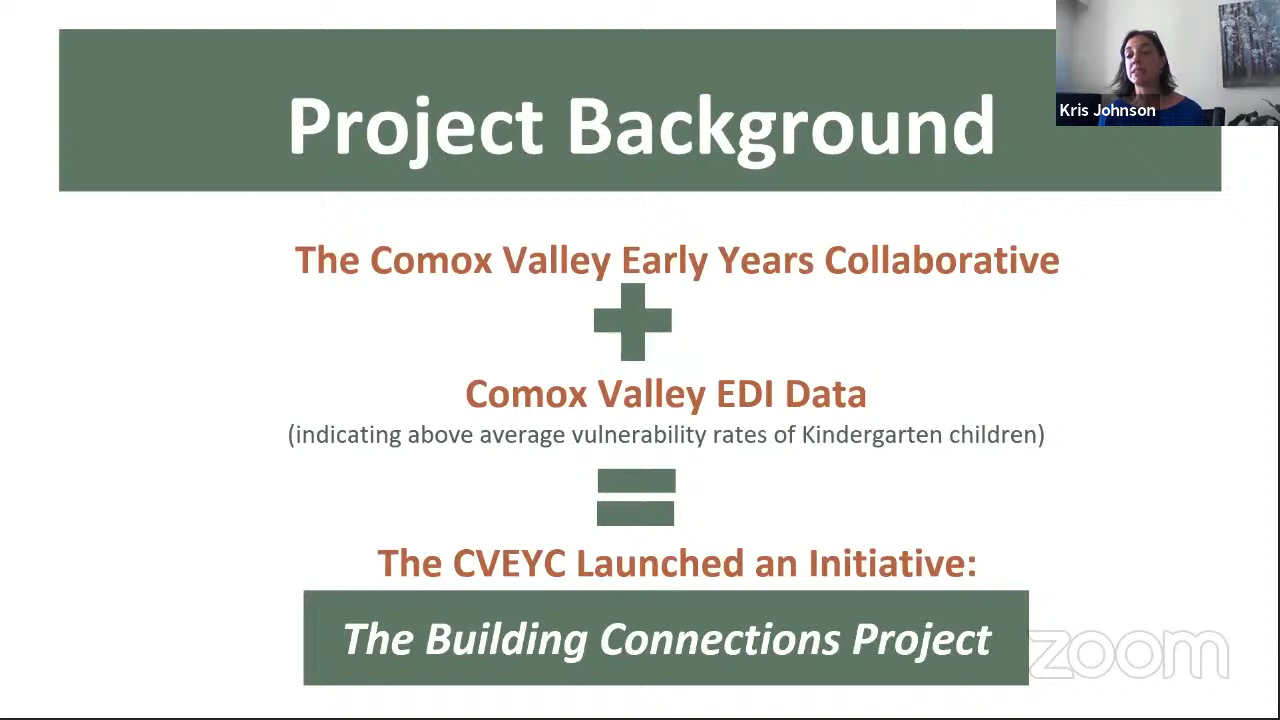 Project Background
Kris Johnson
The Comox Valley Early Years Collaborative
Comox Valley EDI Data
(indicating above average vulnerability rates of Kindergarten children)
The CVEYC Launched an Initiative:
The Building Connections Project
zoom